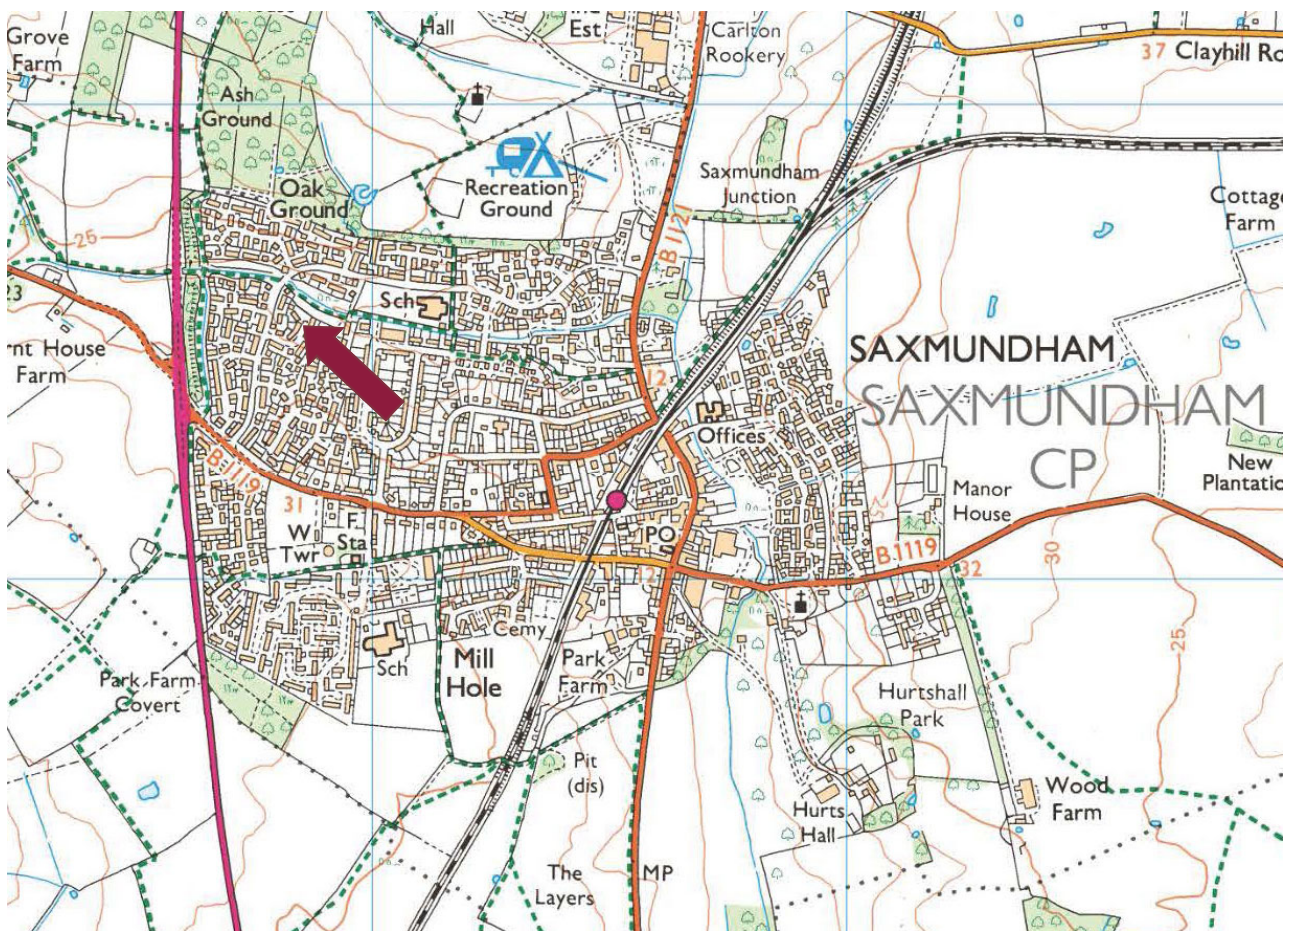 House
Grove
Farm
Hall
Est
Carlton
Rookery
37
Clayhill Ro
Ash
Ground
Oak
Ground
Recreation
Ground
Saxmundham
Junction
Cottage
Farm
25
B 1121
23
Sch
nt House
Farm
12
SAXMUNDHAM
SAXMUNDHAM
CP
Offices
New
Plantatio
B 1119
31
W
Twr
F
Sta
PO
Manor
House
25
B 1119
32
30
12
Cemy
Sch
Mill
Hole
Park
Farm
Park Farm
Covert
25
Hurtshall
Park
Pit
(dis)
Hurts
Hall
Wood
Farm
The
Layers
MP